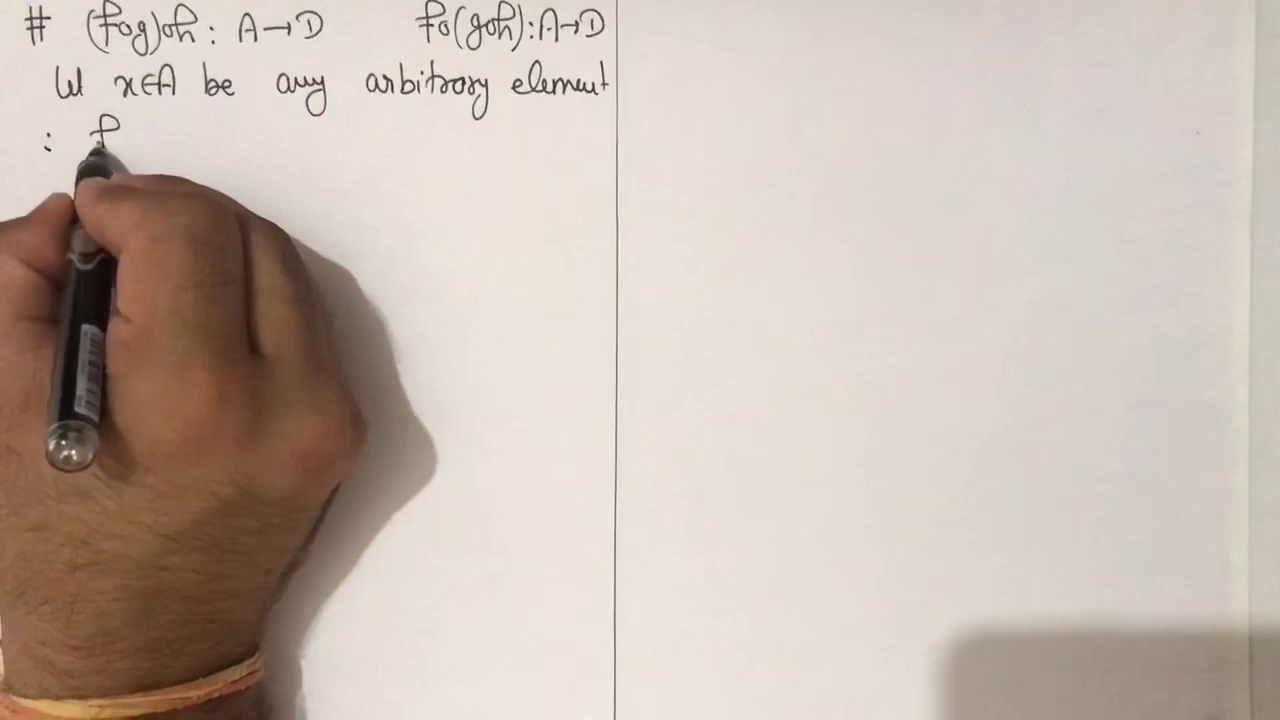 # (fog)oh : A→D fo(goh) : A→D
Let x∈A be any arbitrary element
: f